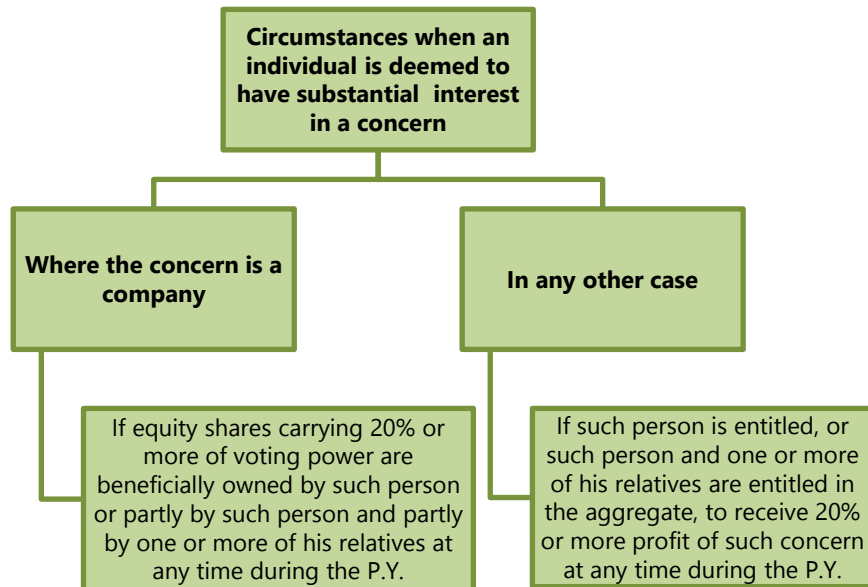 Circumstances when an
individual is deemed to
have substantial interest
in a concern
Where the concern is a
company
In any other case
If equity shares carrying 20% or
more of voting power are
beneficially owned by such person
or partly by such person and partly
by one or more of his relatives at
any time during the P.Y.
If such person is entitled, or
such person and one or more
of his relatives are entitled in
the aggregate, to receive 20%
or more profit of such concern
at any time during the P.Y.